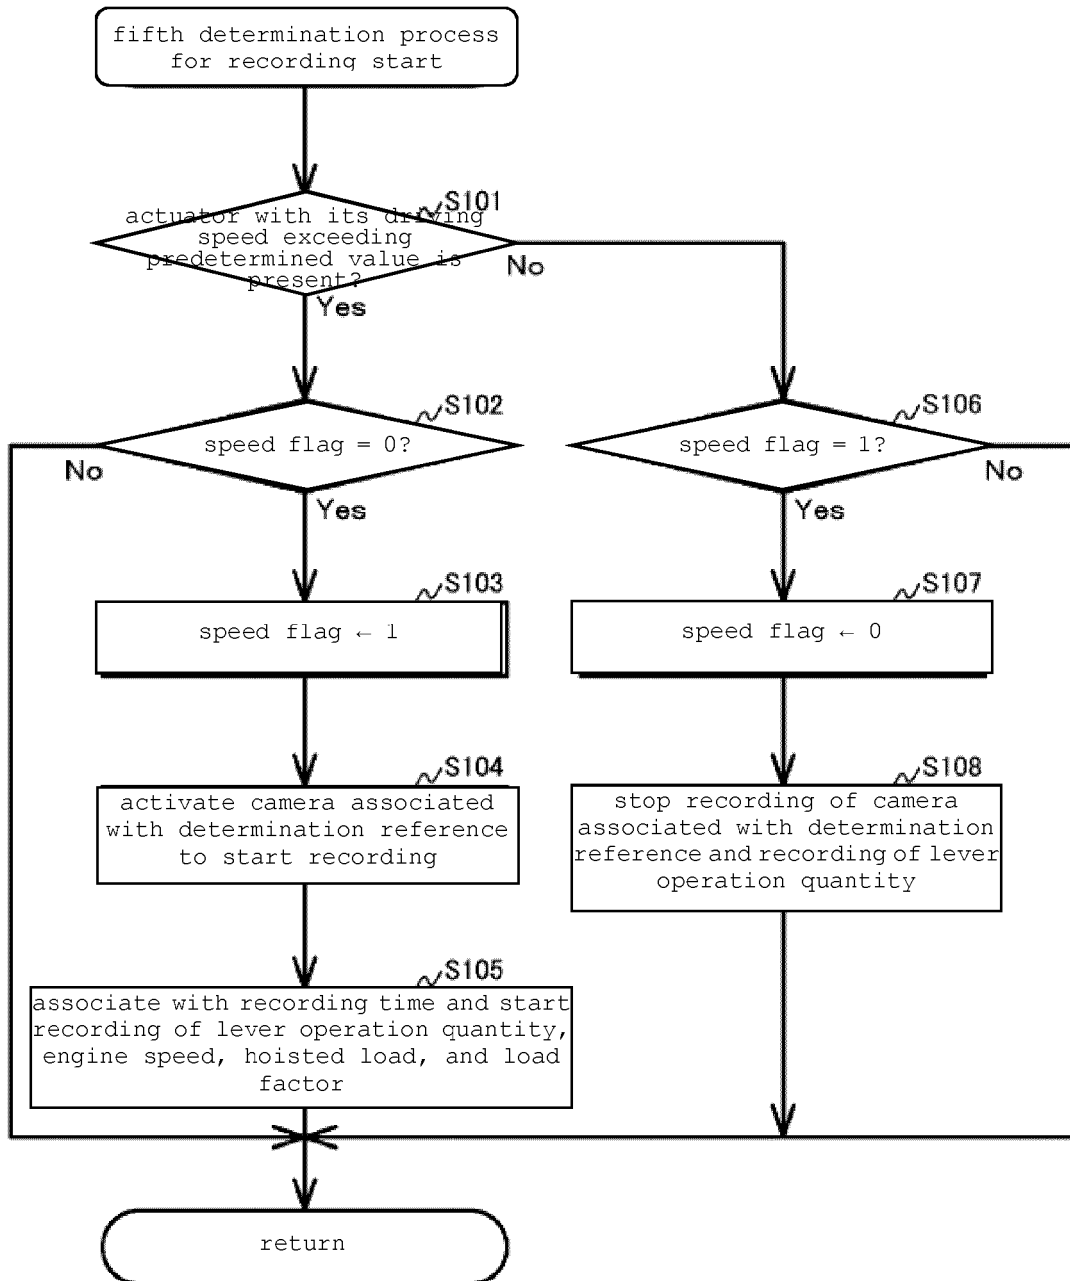 fifth determination process
for recording start
S101
actuator with its driving
speed exceeding
predetermined value is
present?
No
Yes
S102
speed flag = 0?
No
Yes
S106
speed flag = 1?
No
Yes
S103
speed flag ← 1
S107
speed flag ← 0
S104
activate camera associated
with determination reference
to start recording
S108
stop recording of camera
associated with determination
reference and recording of lever
operation quantity
S105
associate with recording time and start
recording of lever operation quantity,
engine speed, hoisted load, and load
factor
return